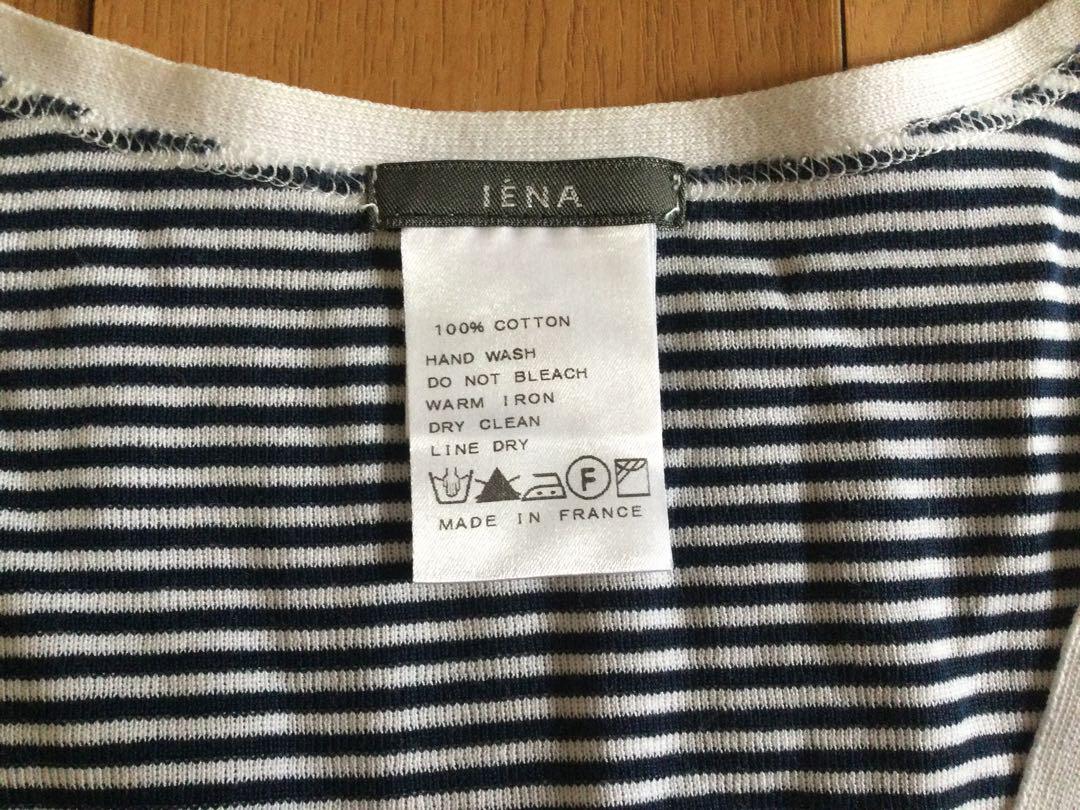 IÉNA
100% COTTON
HAND WASH
DO NOT BLEACH
WARM IRON
DRY CLEAN
LINE DRY
F
MADE IN FRANCE